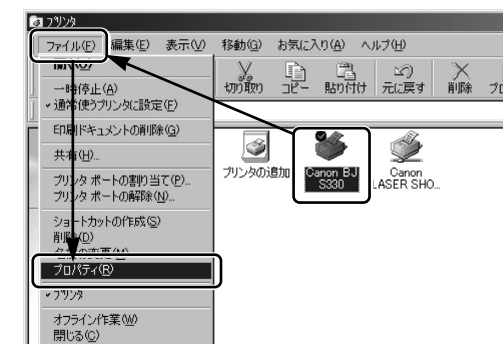 プリンタ
ファイル(F) 編集(E) 表示(V) 移動(G) お気に入り(A) ヘルプ(H)
切り取り コピー 貼り付け 元に戻す 削除
一時停止(A)
通常使うプリンタに設定(F)
印刷ドキュメントの削除(G)
共有(H)...
プリンタ ポートの割り当て(P)...
プリンタ ポートの解除(N)...
ショートカットの作成(S)
削除(D)
名前の変更(M)
プロパティ(R)
プリンタ
オフライン作業(W)
閉じる(C)
プリンタの追加
Canon BJ
S330
Canon
LASER SHO...